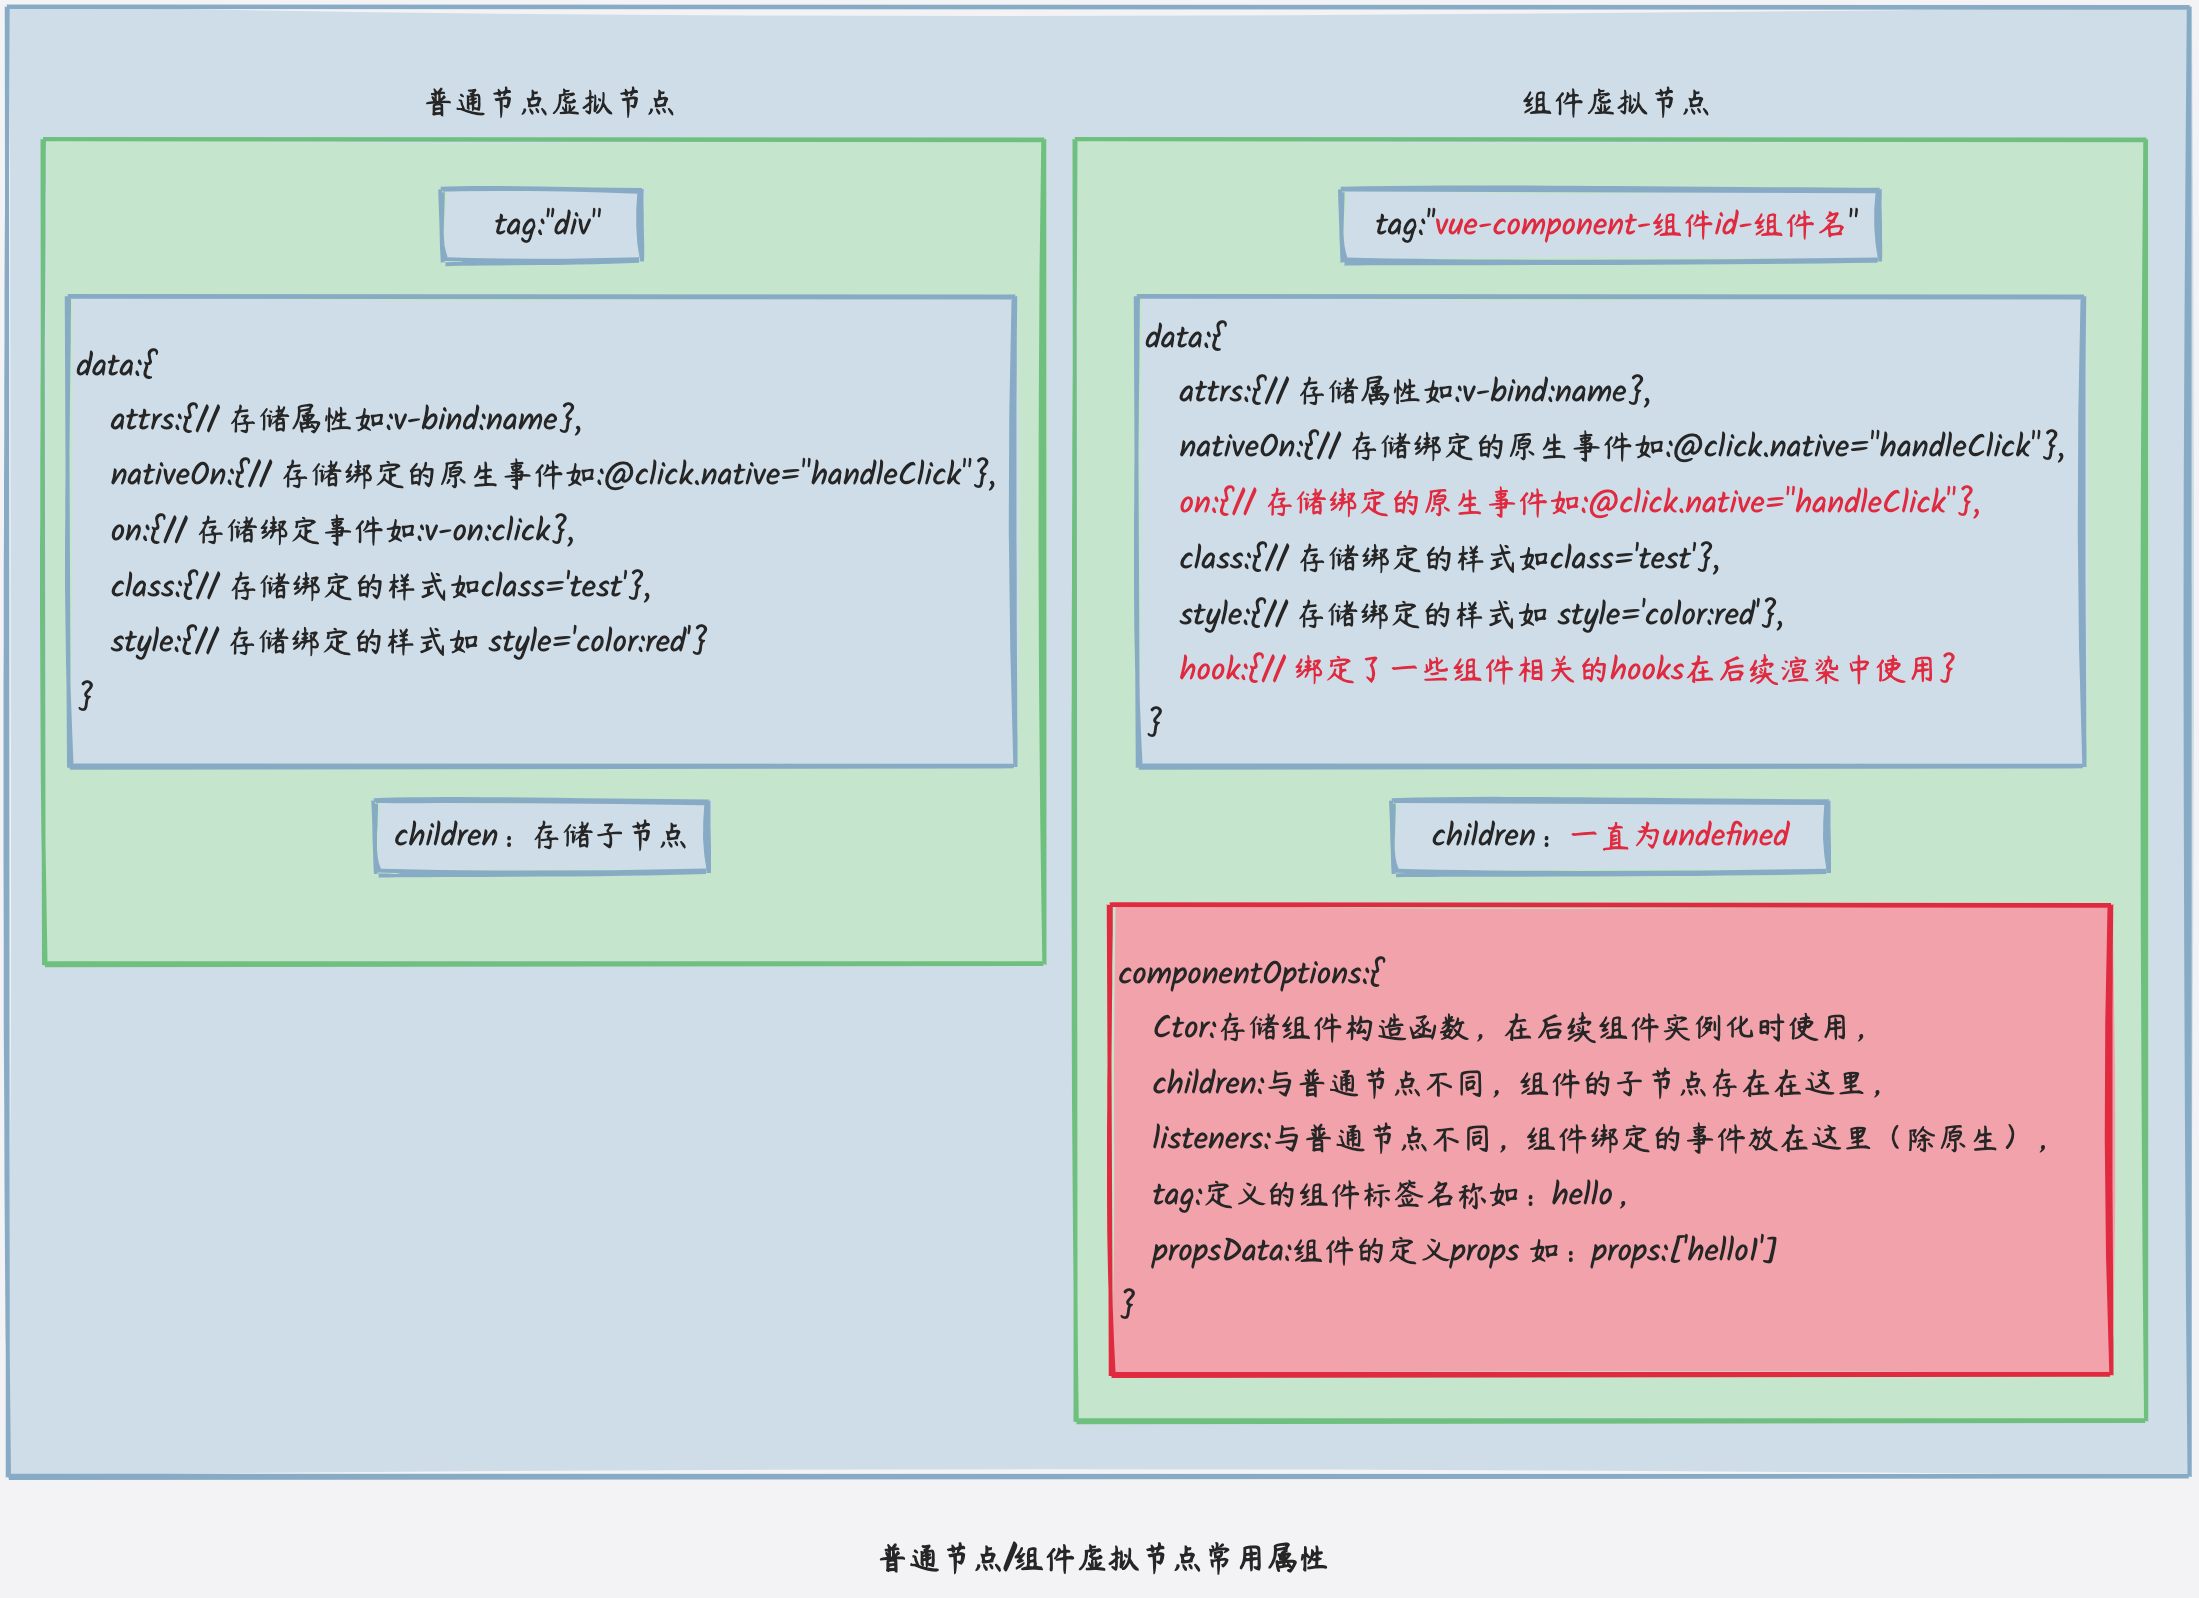 普通节点虚拟节点
tag:"div"
data:{
attrs:{// 存储属性如:v-bind:name},
nativeOn:{// 存储绑定的原生事件如:@click.native="handleClick"},
on:{// 存储绑定事件如:v-on:click},
class:{// 存储绑定的样式如class='test'},
style:{// 存储绑定的样式如 style='color:red'}
}
children：存储子节点
组件虚拟节点
tag:"vue-component-组件id-组件名"
data:{
attrs:{// 存储属性如:v-bind:name},
nativeOn:{// 存储绑定的原生事件如:@click.native="handleClick"},
on:{// 存储绑定的原生事件如:@click.native="handleClick"},
class:{// 存储绑定的样式如class='test'},
style:{// 存储绑定的样式如 style='color:red'},
hook:{// 绑定了一些组件相关的hooks在后续渲染中使用}
}
children：一直为undefined
componentOptions:{
Ctor:存储组件构造函数，在后续组件实例化时使用，
children:与普通节点不同，组件的子节点存在在这里，
listeners:与普通节点不同，组件绑定的事件放在这里（除原生），
tag:定义的组件标签名称如：hello，
propsData:组件的定义props 如：props:['hello1']
}
普通节点/组件虚拟节点常用属性